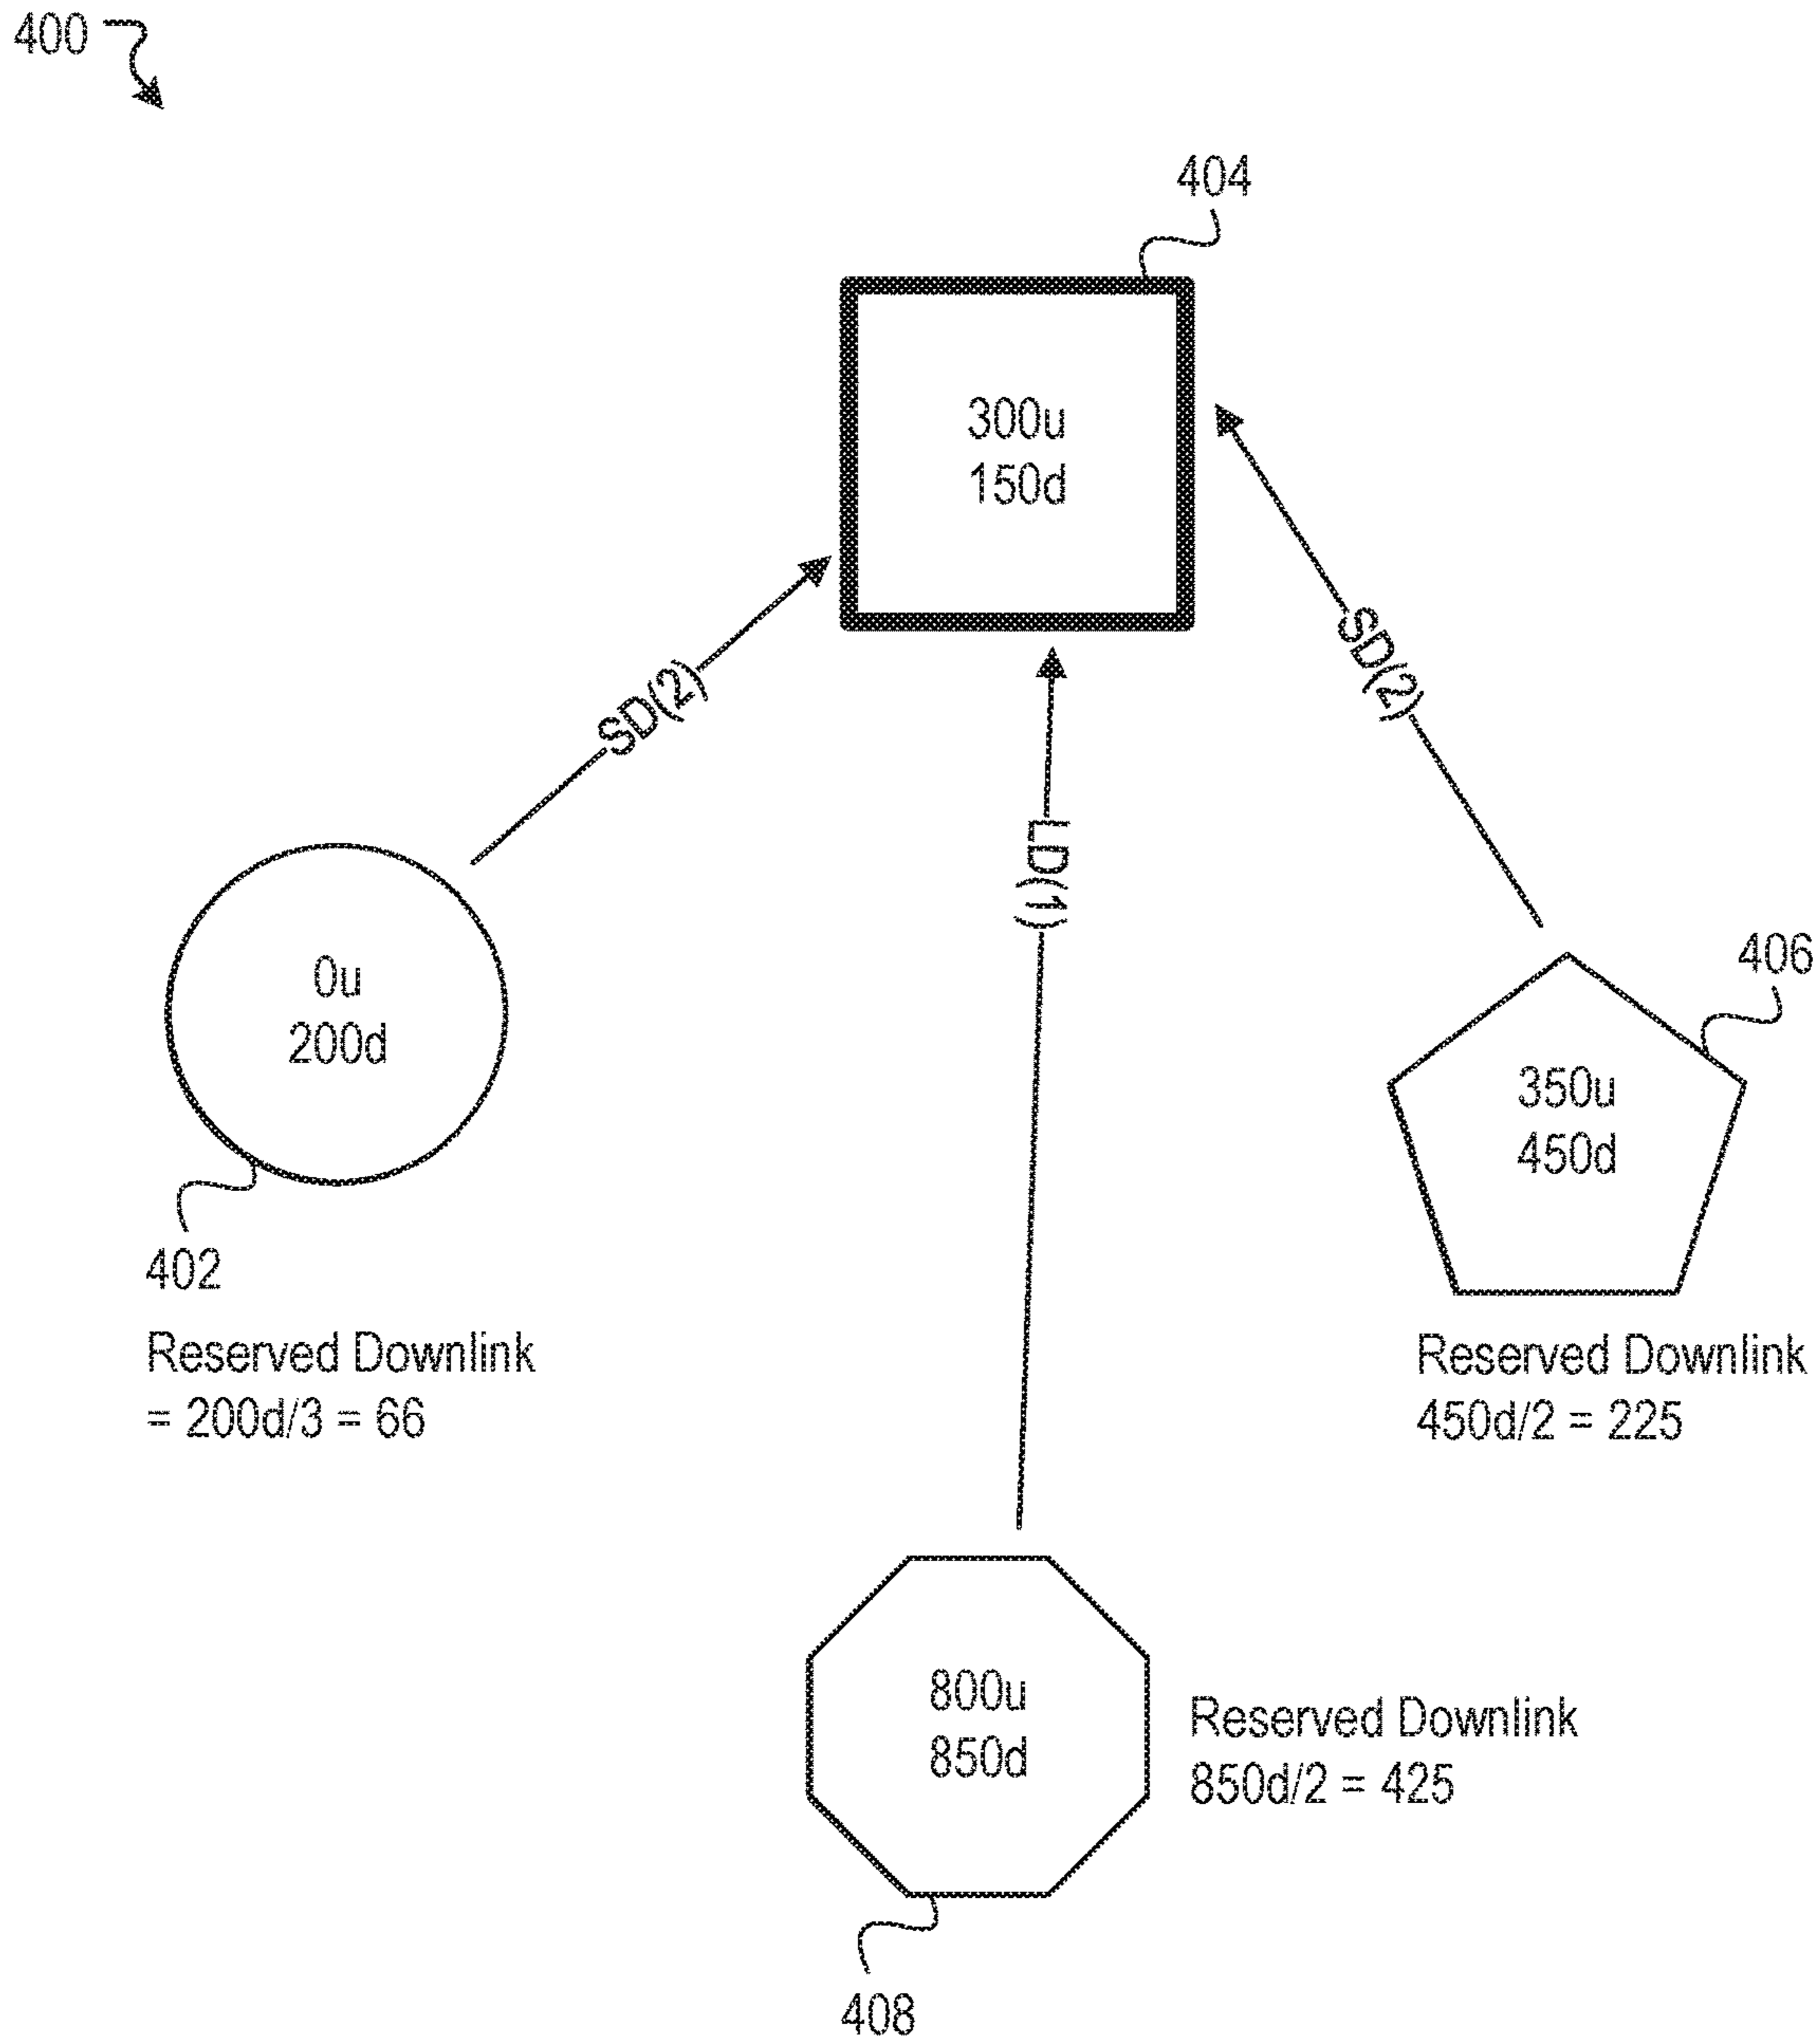 400
404
300u
150d
SD(2)
SD(2)
LD(1)
406
0u
200d
350u
450d
402
Reserved Downlink
= 200d/3 = 66
Reserved Downlink
450d/2 = 225
800u
850d
Reserved Downlink
850d/2 = 425
408